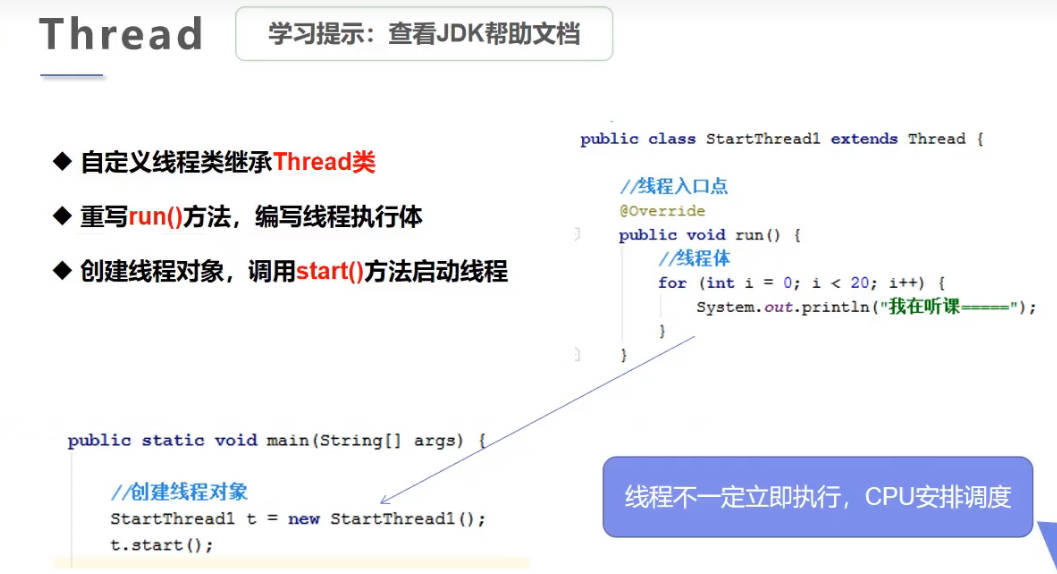 Thread
学习提示：查看JDK帮助文档
◆ 自定义线程类继承Thread类
◆ 重写run()方法，编写线程执行体
◆ 创建线程对象，调用start()方法启动线程
public class StartThread1 extends Thread {
//线程入口点
@Override
public void run() {
//线程体
for (int i = 0; i < 20; i++) {
System.out.println("我在听课=====");
}
}
public static void main(String[] args) {
//创建线程对象
StartThread1 t = new StartThread1();
t.start();
线程不一定立即执行，CPU安排调度